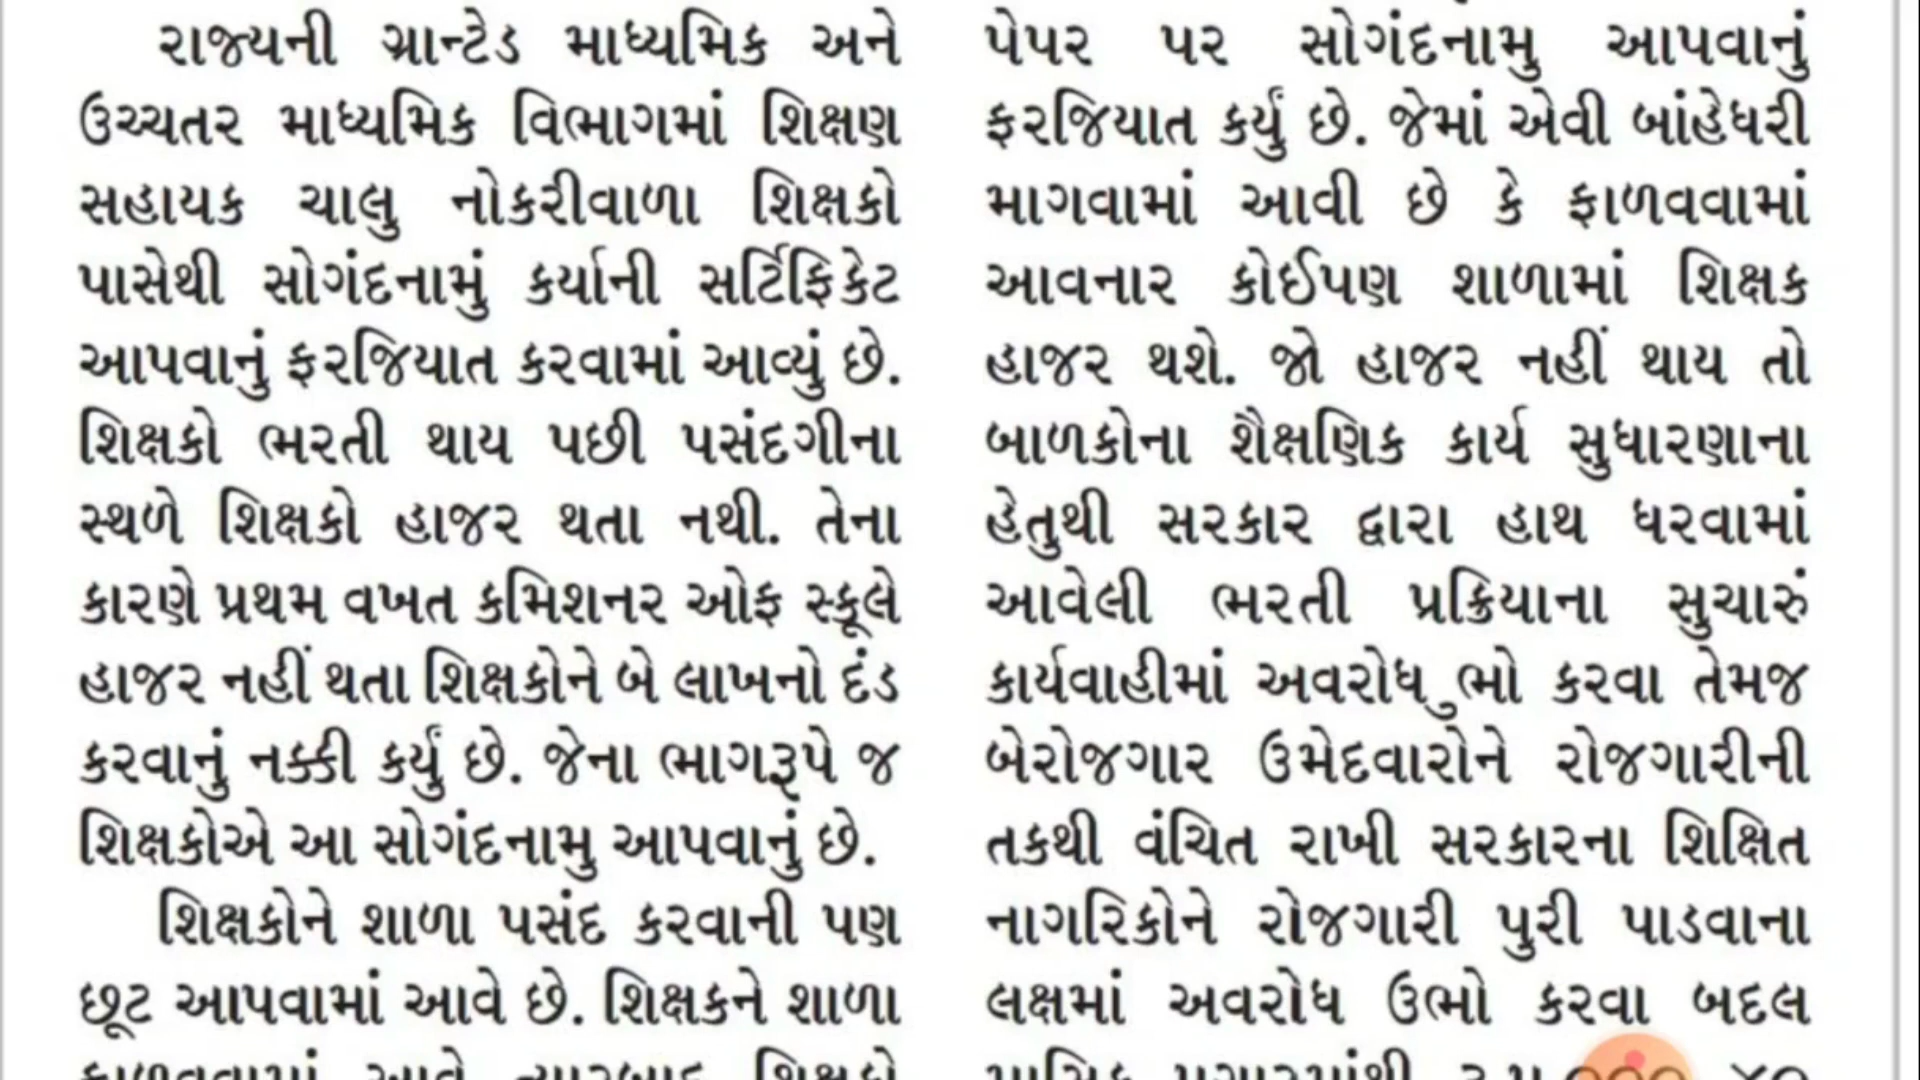 રાજ્યની ગ્રાન્ટેડ માધ્યમિક અને
ઉચ્ચતર માધ્યમિક વિભાગમાં શિક્ષણ
સહાયક ચાલુ નોકરીવાળા શિક્ષકો
પાસેથી સોગંદનામું કર્યાની સર્ટિફિકેટ
આપવાનું ફરજિયાત કરવામાં આવ્યું છે.
શિક્ષકો ભરતી થાય પછી પસંદગીના
સ્થળે શિક્ષકો હાજર થતા નથી. તેના
કારણે પ્રથમ વખત કમિશનર ઓફ સ્કૂલે
હાજર નહીં થતા શિક્ષકોને બે લાખનો દંડ
કરવાનું નક્કી કર્યું છે. જેના ભાગરૂપે જ
શિક્ષકોએ આ સોગંદનામુ આપવાનું છે.
શિક્ષકોને શાળા પસંદ કરવાની પણ
છૂટ આપવામાં આવે છે. શિક્ષકને શાળા
પેપર પર સોગંદનામુ આપવાનું
ફરજિયાત કર્યું છે. જેમાં એવી બાંહેધરી
માગવામાં આવી છે કે ફાળવવામાં
આવનાર કોઈપણ શાળામાં શિક્ષક
હાજર થશે. જો હાજર નહીં થાય તો
બાળકોના શૈક્ષણિક કાર્ય સુધારણાના
હેતુથી સરકાર દ્વારા હાથ ધરવામાં
આવેલી ભરતી પ્રક્રિયાના સુચારું
કાર્યવાહીમાં અવરોધ ુભો કરવા તેમજ
બેરોજગાર ઉમેદવારોને રોજગારીની
તકથી વંચિત રાખી સરકારના શિક્ષિત
નાગરિકોને રોજગારી પુરી પાડવાના
લક્ષમાં અવરોધ ઉભો કરવા બદલ